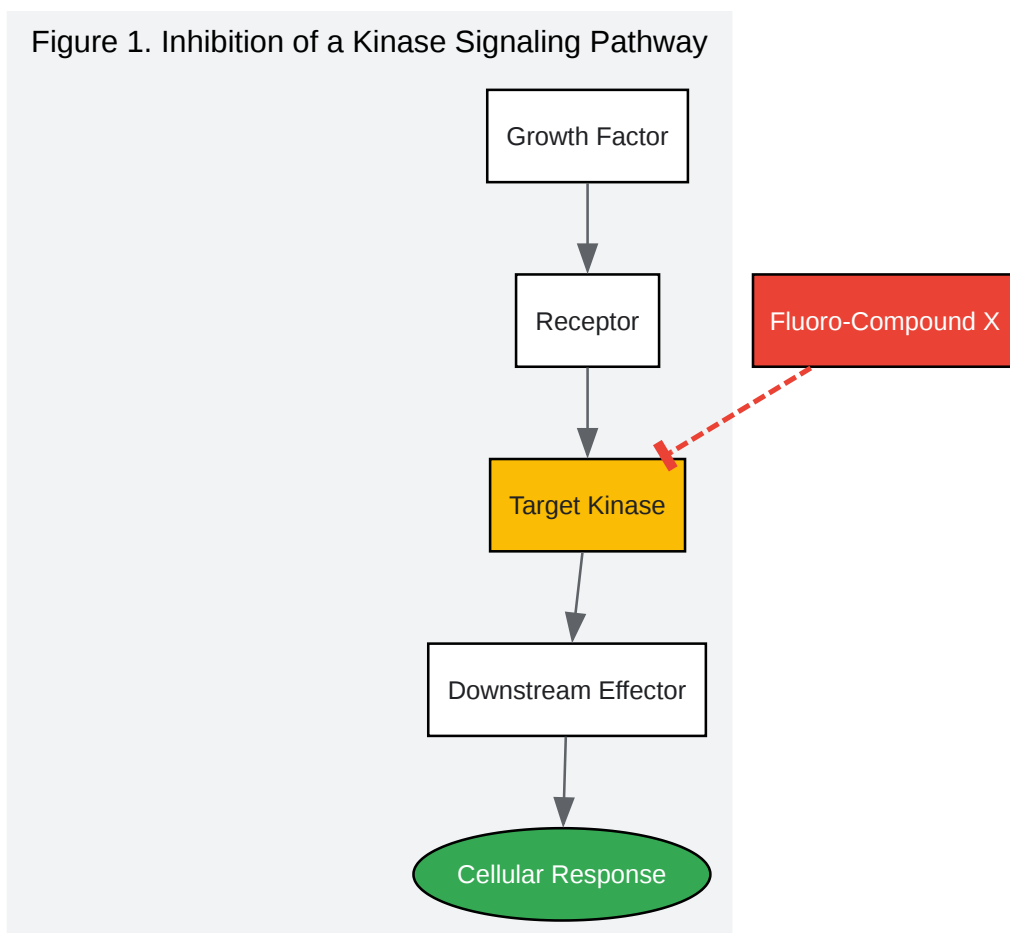 Figure 1. Inhibition of a Kinase Signaling Pathway
Growth Factor
Receptor
Fluoro-Compound X
Target Kinase
Downstream Effector
Cellular Response